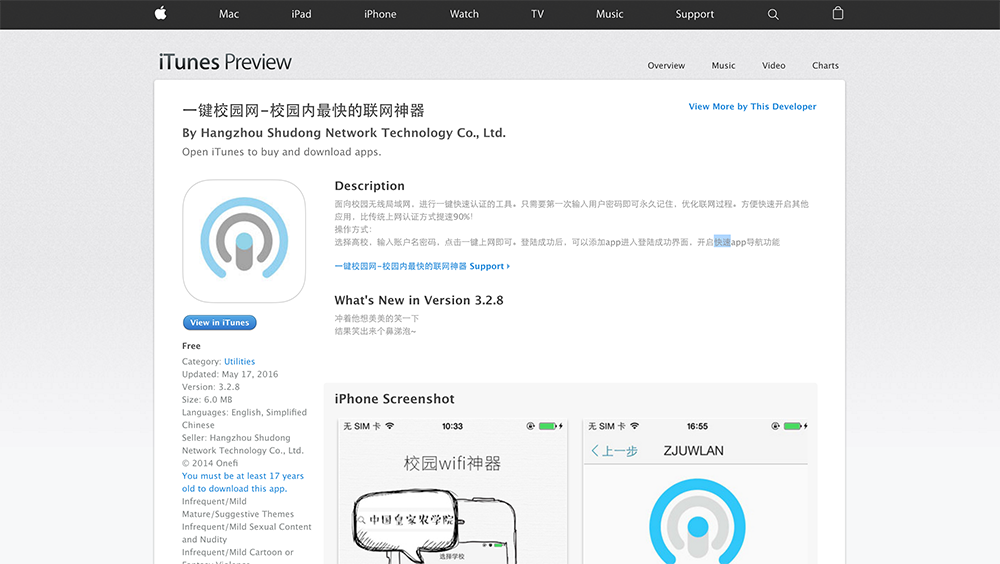 Mac iPad iPhone Watch TV Music Support
iTunes Preview
Overview Music Video Charts
一键校园网-校园内最快的联网神器
View More by This Developer
By Hangzhou Shudong Network Technology Co., Ltd.
Open iTunes to buy and download apps.
Description
面向校园无线局域网，进行一键快速认证的工具。只需要第一次输入用户密码即可永久记住，优化联网过程。方便快速开启其他
应用，比传统上网认证方式提速90%!
操作方式:
选择高校，输入账户名密码，点击一键上网即可。登陆成功后，可以添加app进入登陆成功界面，开启快速app导航功能
一键校园网-校园内最快的联网神器 Support
What's New in Version 3.2.8
冲着他想美美的笑一下
结果笑出来个鼻涕泡~
View in iTunes
Free
Category: Utilities
Updated: May 17, 2016
Version: 3.2.8
Size: 6.0 MB
Languages: English, Simplified
Chinese
Seller: Hangzhou Shudong
Network Technology Co., Ltd.
© 2014 Onefi
You must be at least 17 years
old to download this app.
Infrequent/Mild
Mature/Suggestive Themes
Infrequent/Mild Sexual Content
and Nudity
Infrequent/Mild Cartoon or
Fantasy Violence
iPhone Screenshot
无 SIM 卡 10:33
校园wifi神器
中国皇家农学院
选择学校
无 SIM 卡 16:55
上一步 ZJUWLAN